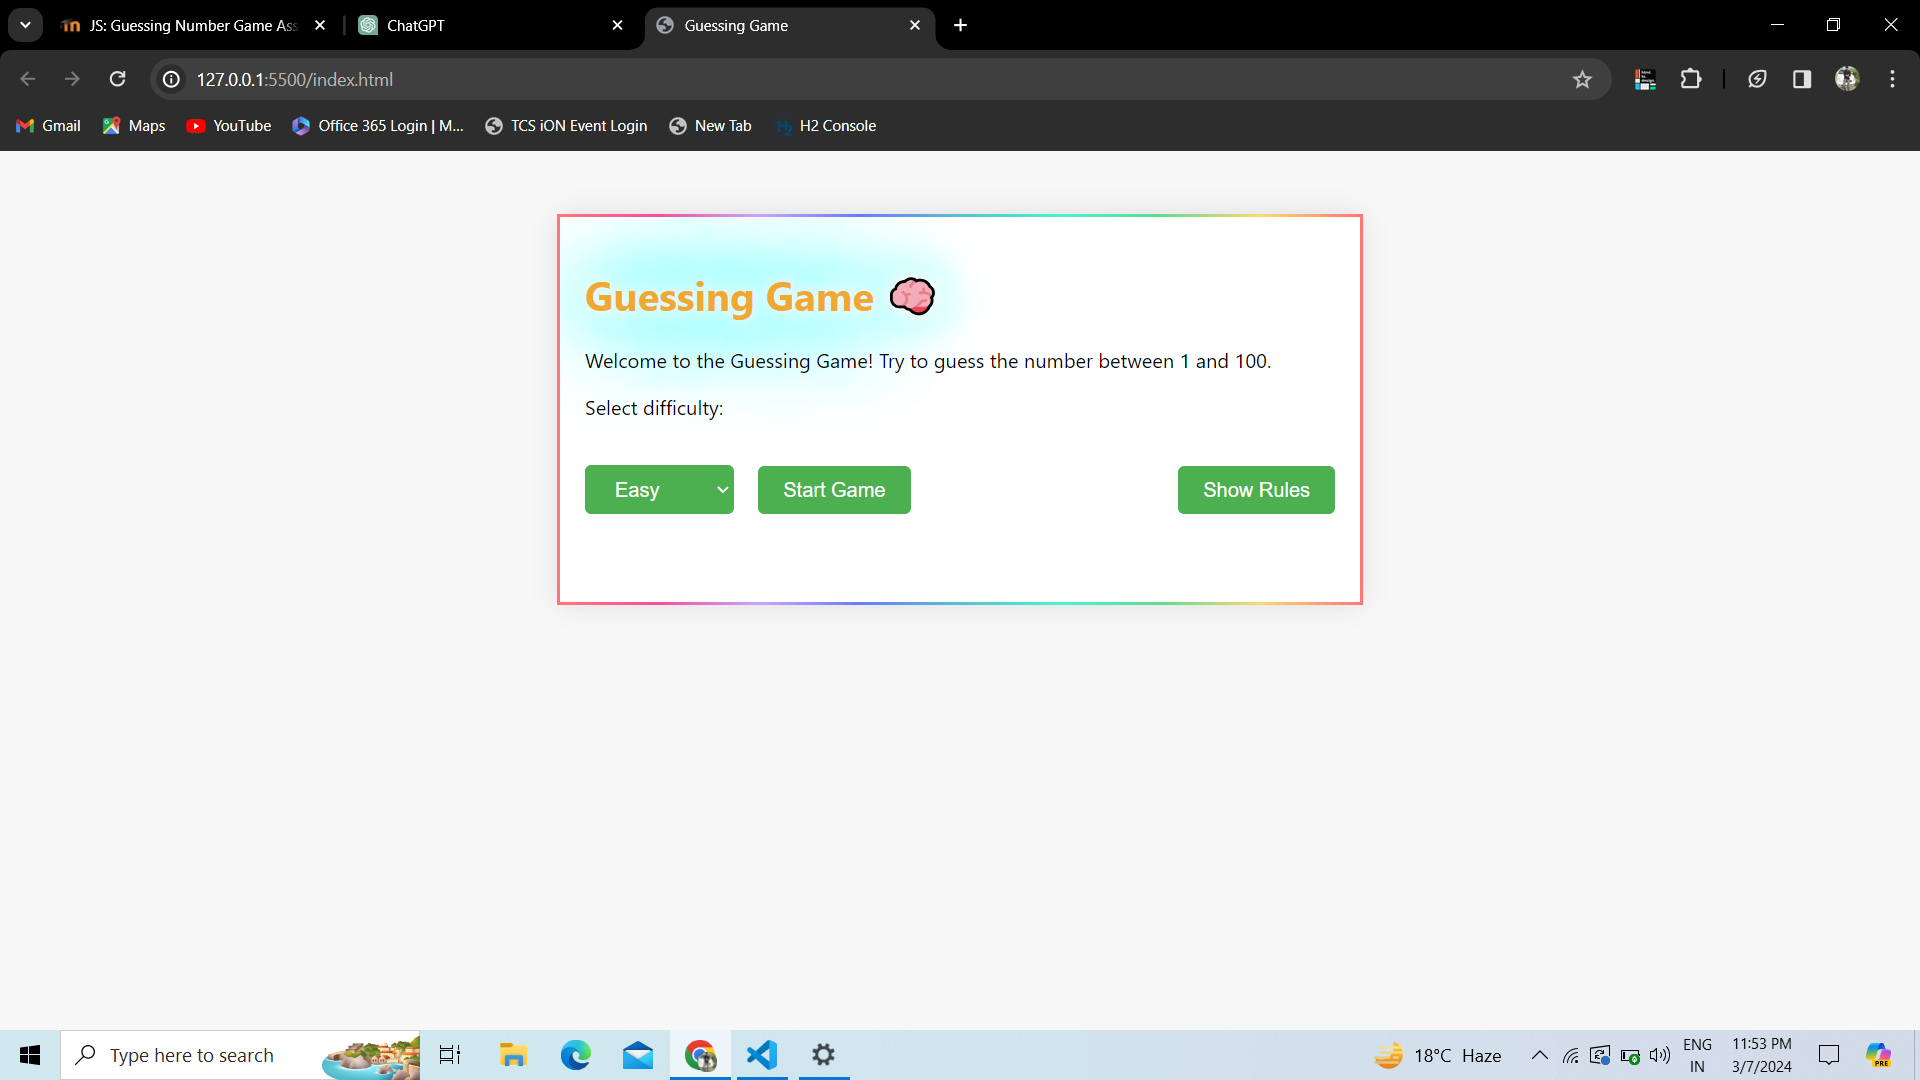 JS: Guessing Number Game Ass
ChatGPT
Guessing Game
127.0.0.1:5500/index.html
Gmail
Maps
YouTube
Office 365 Login | M...
TCS iON Event Login
New Tab
H2 Console
Guessing Game
Welcome to the Guessing Game! Try to guess the number between 1 and 100.
Select difficulty:
Easy
Start Game
Show Rules
Type here to search
18°C Haze
ENG
IN
11:53 PM
3/7/2024
PRE